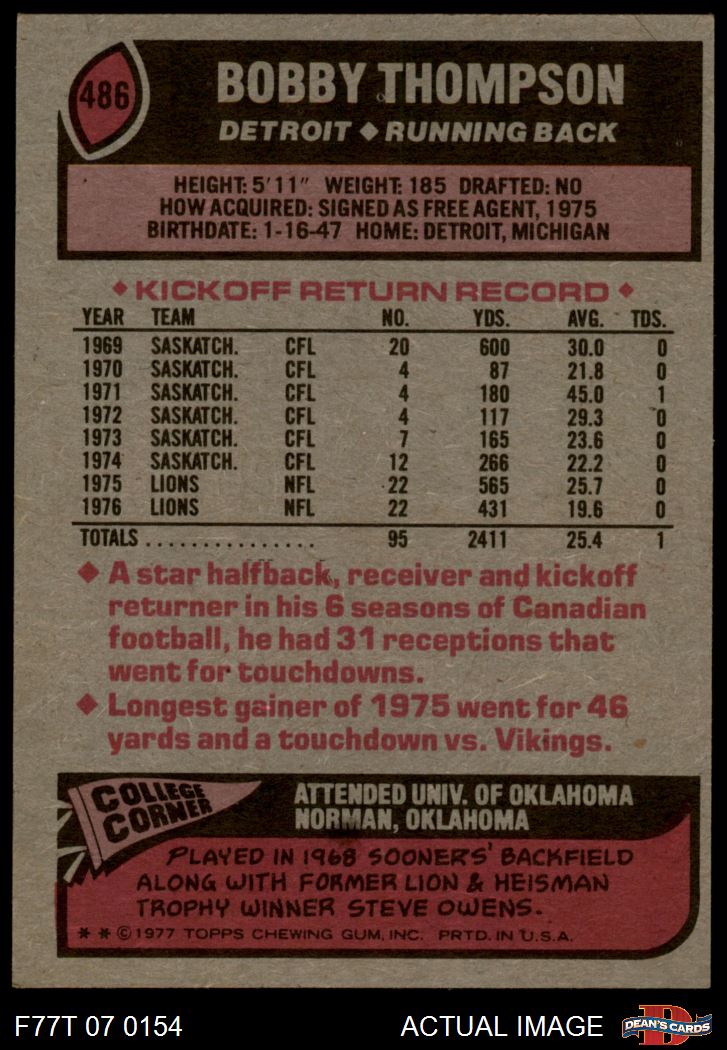 486
BOBBY THOMPSON
DETROIT ◆ RUNNING BACK
HEIGHT: 5'11" WEIGHT: 185 DRAFTED: NO
HOW ACQUIRED: SIGNED AS FREE AGENT, 1975
BIRTHDATE: 1-16-47 HOME: DETROIT, MICHIGAN
◆ KICKOFF RETURN RECORD ◆
YEAR TEAM NO. YDS. AVG. TDS.
1969 SASKATCH. CFL 20 600 30.0 0
1970 SASKATCH. CFL 4 87 21.8 0
1971 SASKATCH. CFL 4 180 45.0 1
1972 SASKATCH. CFL 4 117 29.3 0
1973 SASKATCH. CFL 7 165 23.6 0
1974 SASKATCH. CFL 12 266 22.2 0
1975 LIONS NFL 22 565 25.7 0
1976 LIONS NFL 22 431 19.6 0
TOTALS ............... 95 2411 25.4 1
◆ A star halfback, receiver and kickoff
returner in his 6 seasons of Canadian
football, he had 31 receptions that
went for touchdowns.
◆ Longest gainer of 1975 went for 46
yards and a touchdown vs. Vikings.
COLLEGE
CORNER
ATTENDED UNIV. OF OKLAHOMA
NORMAN, OKLAHOMA
PLAYED IN 1968 SOONERS' BACKFIELD
ALONG WITH FORMER LION & HEISMAN
TROPHY WINNER STEVE OWENS.
* * © 1977 TOPPS CHEWING GUM, INC. PRTD. IN U.S.A.
F77T 07 0154 ACTUAL IMAGE
D
DEAN'S CARDS